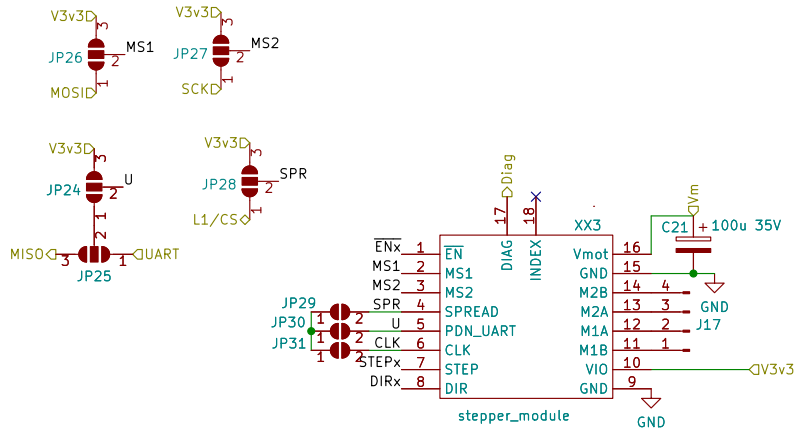 V3v3
3
JP26
2
MS1
1
MOSI
V3v3
3
JP27
2
MS2
1
SCK
V3v3
3
JP24
2
U
1
2
MISO
3
1
UART
JP25
V3v3
3
JP28
2
SPR
1
L1/CS
Diag
17
18
XX3
DIAG
INDEX
ENx
1
EN
MS1
2
MS1
MS2
3
MS2
JP29
1
2
SPR
4
SPREAD
JP30
1
2
U
5
PDN_UART
JP31
1
2
CLK
6
CLK
STEPx
7
STEP
DIRx
8
DIR
Vmot
16
GND
15
M2B
14
4
M2A
13
3
M1A
12
2
M1B
11
1
VIO
10
V3v3
GND
9
GND
Vm
C21
+
100u 35V
GND
J17
stepper_module